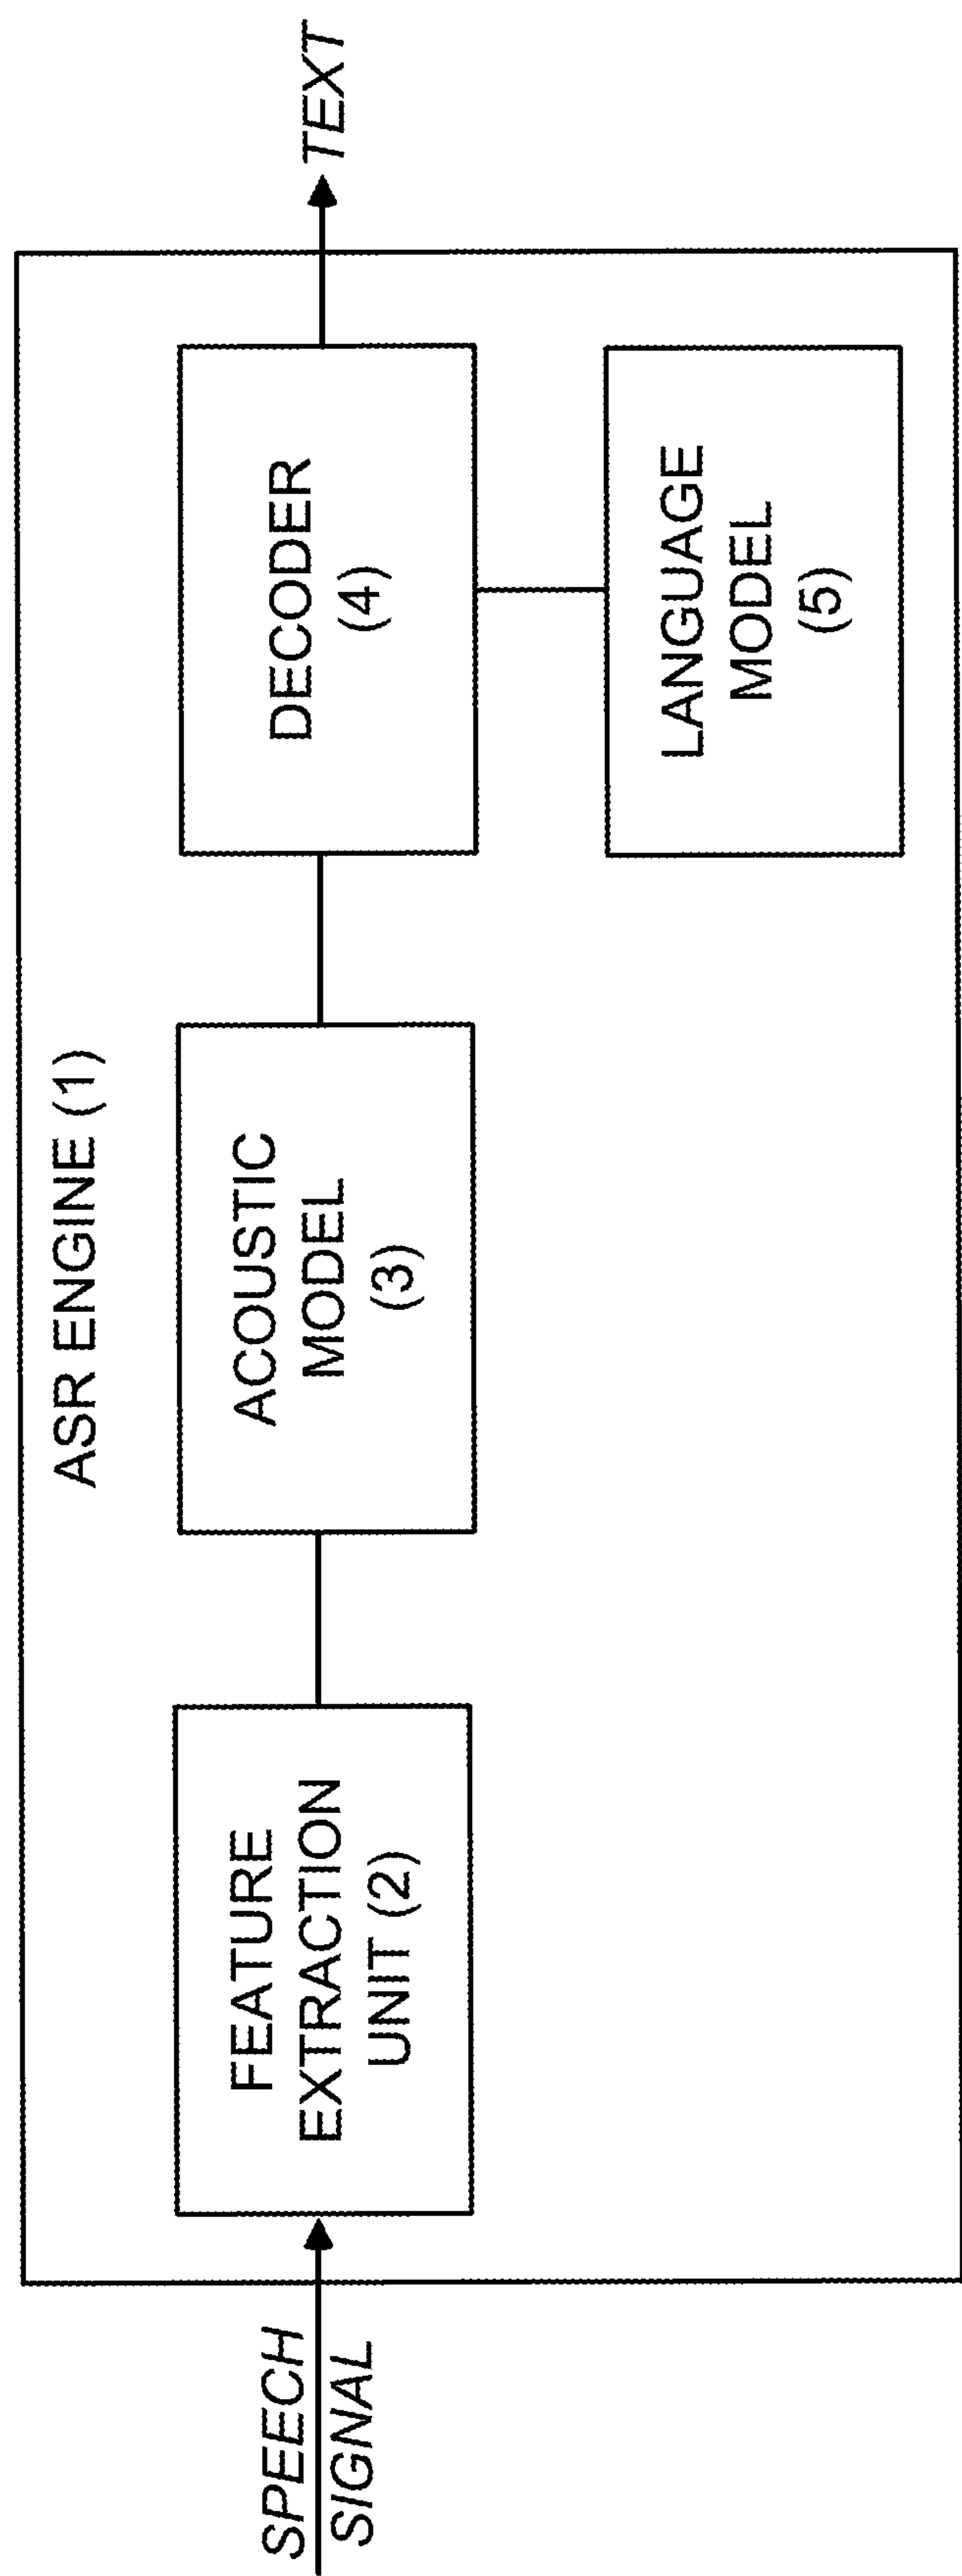 ASR ENGINE (1)
SPEECH
SIGNAL
FEATURE
EXTRACTION
UNIT (2)
ACOUSTIC
MODEL
(3)
DECODER
(4)
LANGUAGE
MODEL
(5)
TEXT